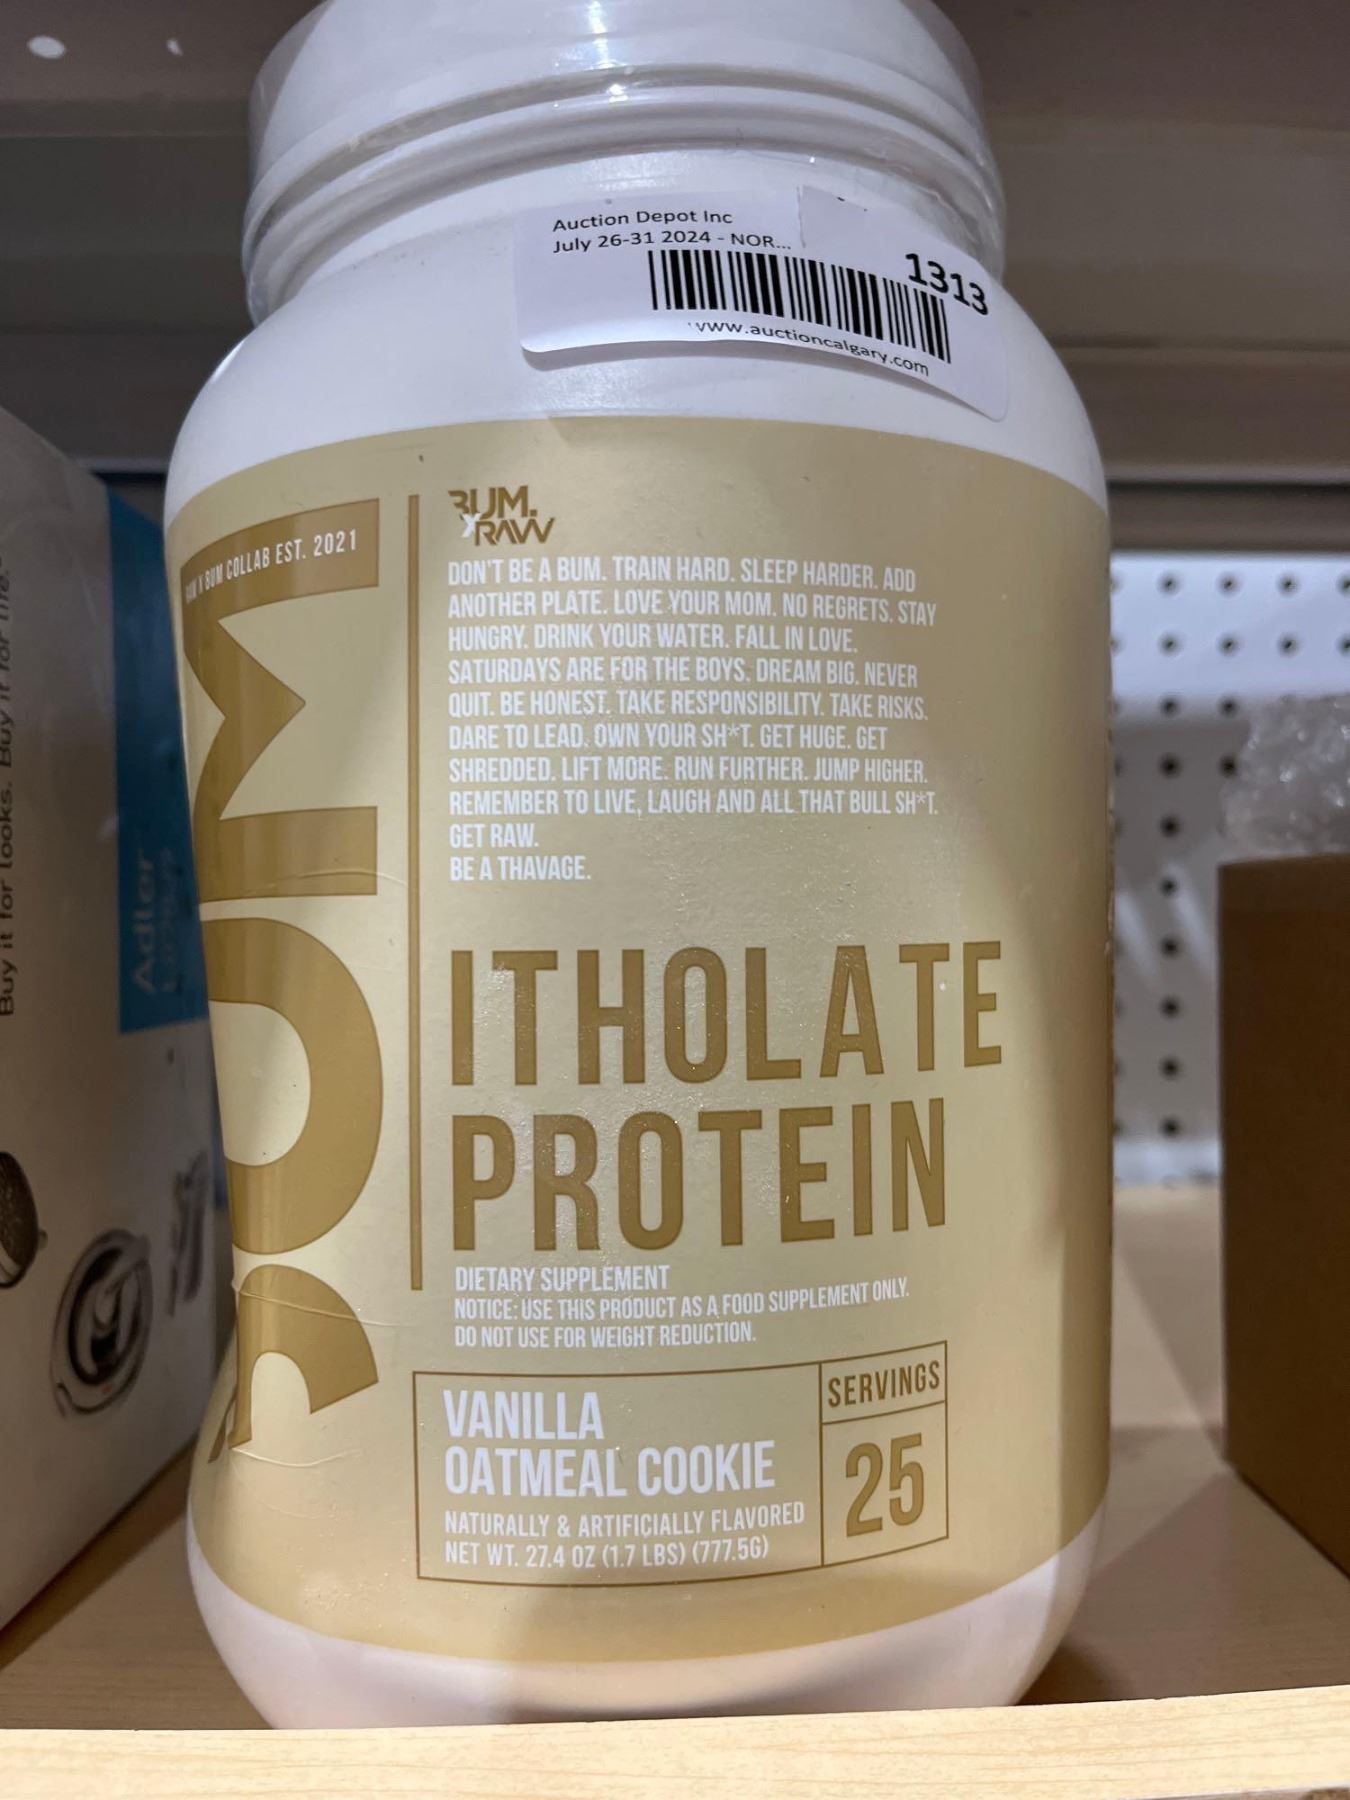 Auction Depot Inc
July 26-31 2024 - NOR...
1313
www.auctioncalgary.com
RAW X BUM COLLAB EST. 2021
BUM
BUM.
X RAW
DON'T BE A BUM. TRAIN HARD. SLEEP HARDER. ADD
ANOTHER PLATE. LOVE YOUR MOM. NO REGRETS. STAY
HUNGRY. DRINK YOUR WATER. FALL IN LOVE.
SATURDAYS ARE FOR THE BOYS. DREAM BIG. NEVER
QUIT. BE HONEST. TAKE RESPONSIBILITY. TAKE RISKS.
DARE TO LEAD. OWN YOUR SH*T. GET HUGE. GET
SHREDDED. LIFT MORE. RUN FURTHER. JUMP HIGHER.
REMEMBER TO LIVE, LAUGH AND ALL THAT BULL SH*T.
GET RAW.
BE A THAVAGE.
ITHOLATE
PROTEIN
DIETARY SUPPLEMENT
NOTICE: USE THIS PRODUCT AS A FOOD SUPPLEMENT ONLY.
DO NOT USE FOR WEIGHT REDUCTION.
VANILLA
OATMEAL COOKIE
NATURALLY & ARTIFICIALLY FLAVORED
NET WT. 27.4 OZ (1.7 LBS) (777.5G)
SERVINGS
25
Buy it for looks. Buy it for life.
Adler